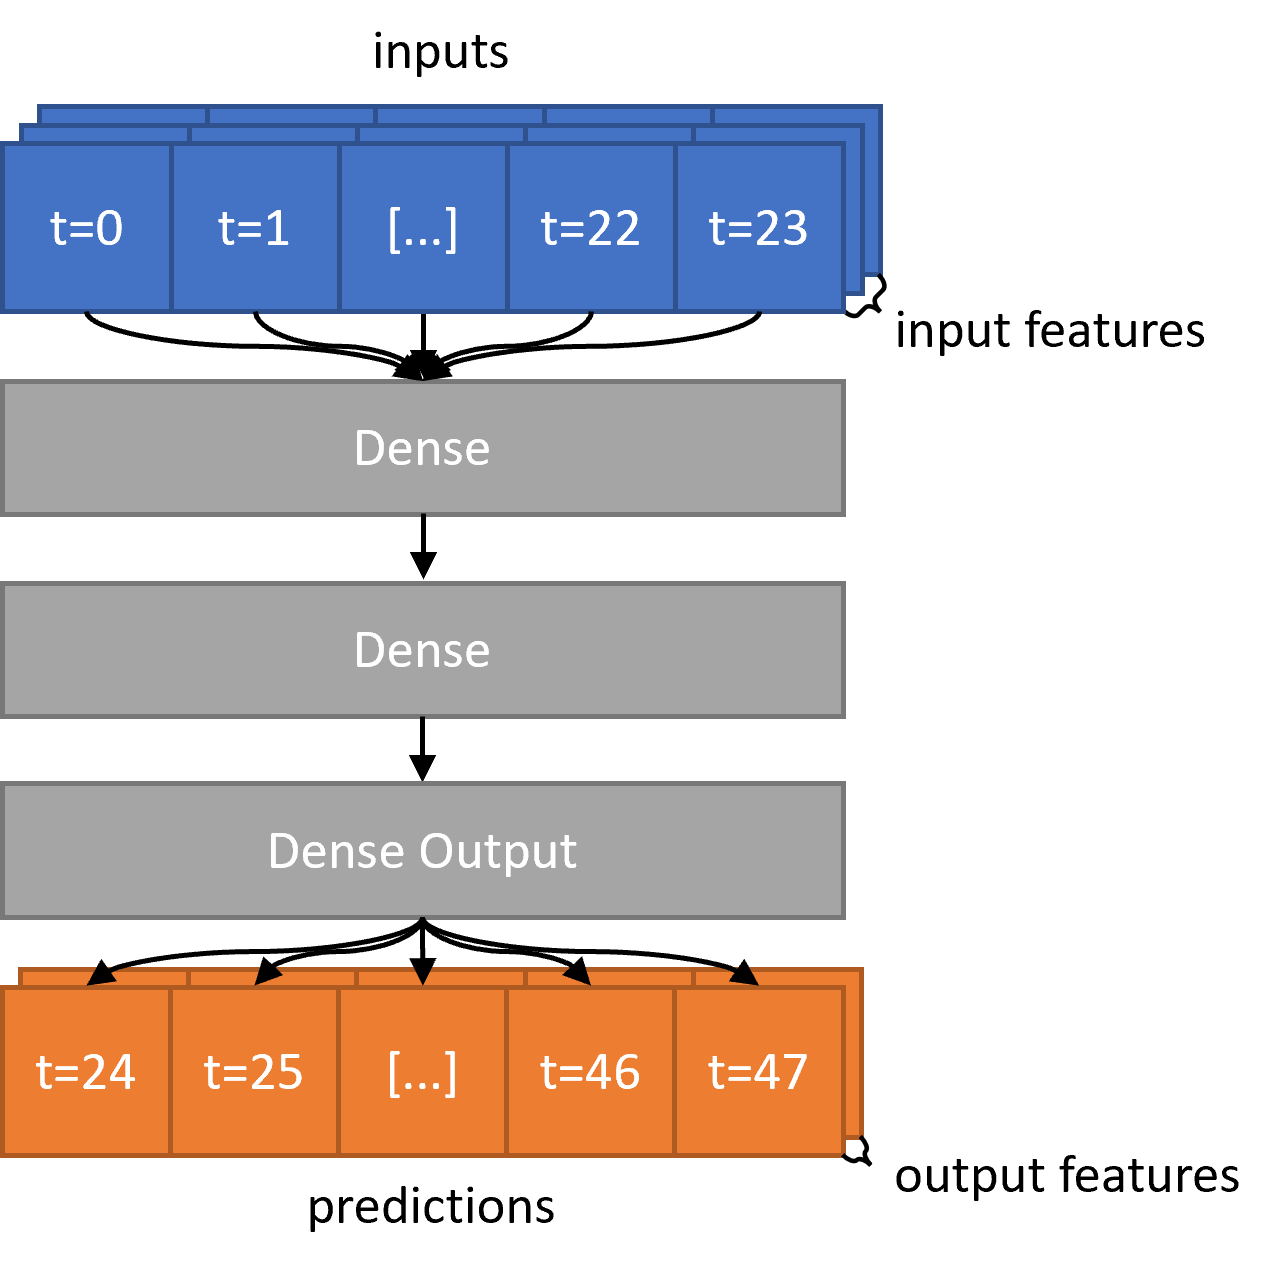 inputs
t=0 t=1 [...] t=22 t=23
input features
Dense
Dense
Dense Output
t=24 t=25 [...] t=46 t=47
output features
predictions